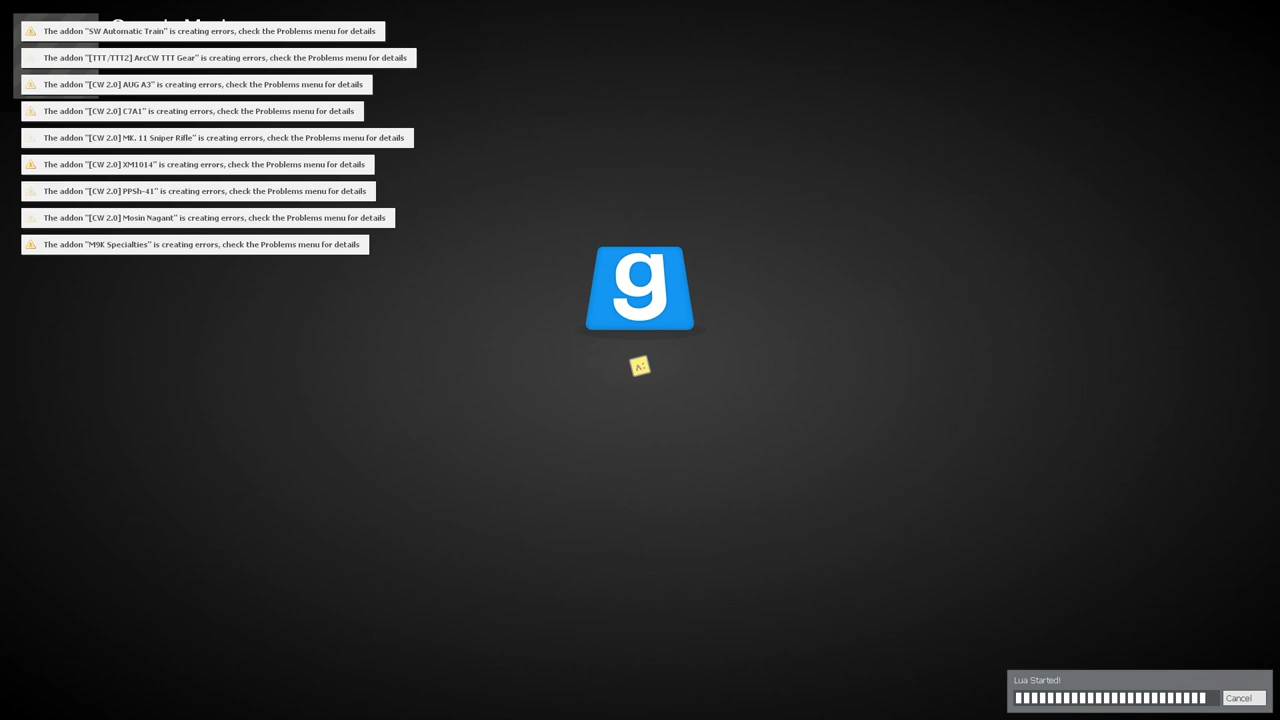 The addon "SW Automatic Train" is creating errors, check the Problems menu for details
The addon "[TTT/TTT2] ArcCW TTT Gear" is creating errors, check the Problems menu for details
The addon "[CW 2.0] AUG A3" is creating errors, check the Problems menu for details
The addon "[CW 2.0] C7A1" is creating errors, check the Problems menu for details
The addon "[CW 2.0] MK. 11 Sniper Rifle" is creating errors, check the Problems menu for details
The addon "[CW 2.0] XM1014" is creating errors, check the Problems menu for details
The addon "[CW 2.0] PPSh-41" is creating errors, check the Problems menu for details
The addon "[CW 2.0] Mosin Nagant" is creating errors, check the Problems menu for details
The addon "M9K Specialties" is creating errors, check the Problems menu for details
g
Lua Started!
Cancel